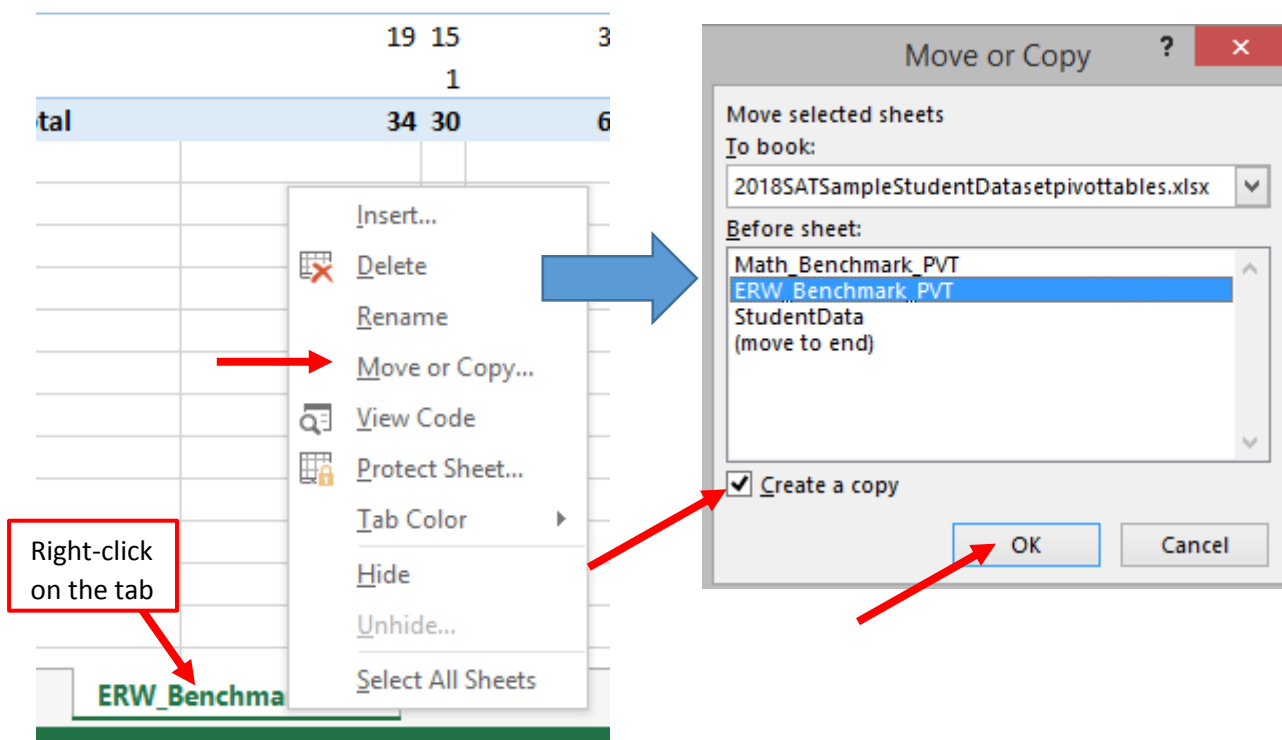 19 15 3
1
tal 34 30 6
Insert...
Delete
Rename
Move or Copy...
View Code
Protect Sheet...
Tab Color
Hide
Unhide...
Select All Sheets
Right-click
on the tab
ERW_Benchma
Move or Copy ?
Move selected sheets
To book:
2018SATSampleStudentDatasetpivottables.xlsx
Before sheet:
Math_Benchmark_PVT
ERW_Benchmark_PVT
StudentData
(move to end)
Create a copy
OK Cancel